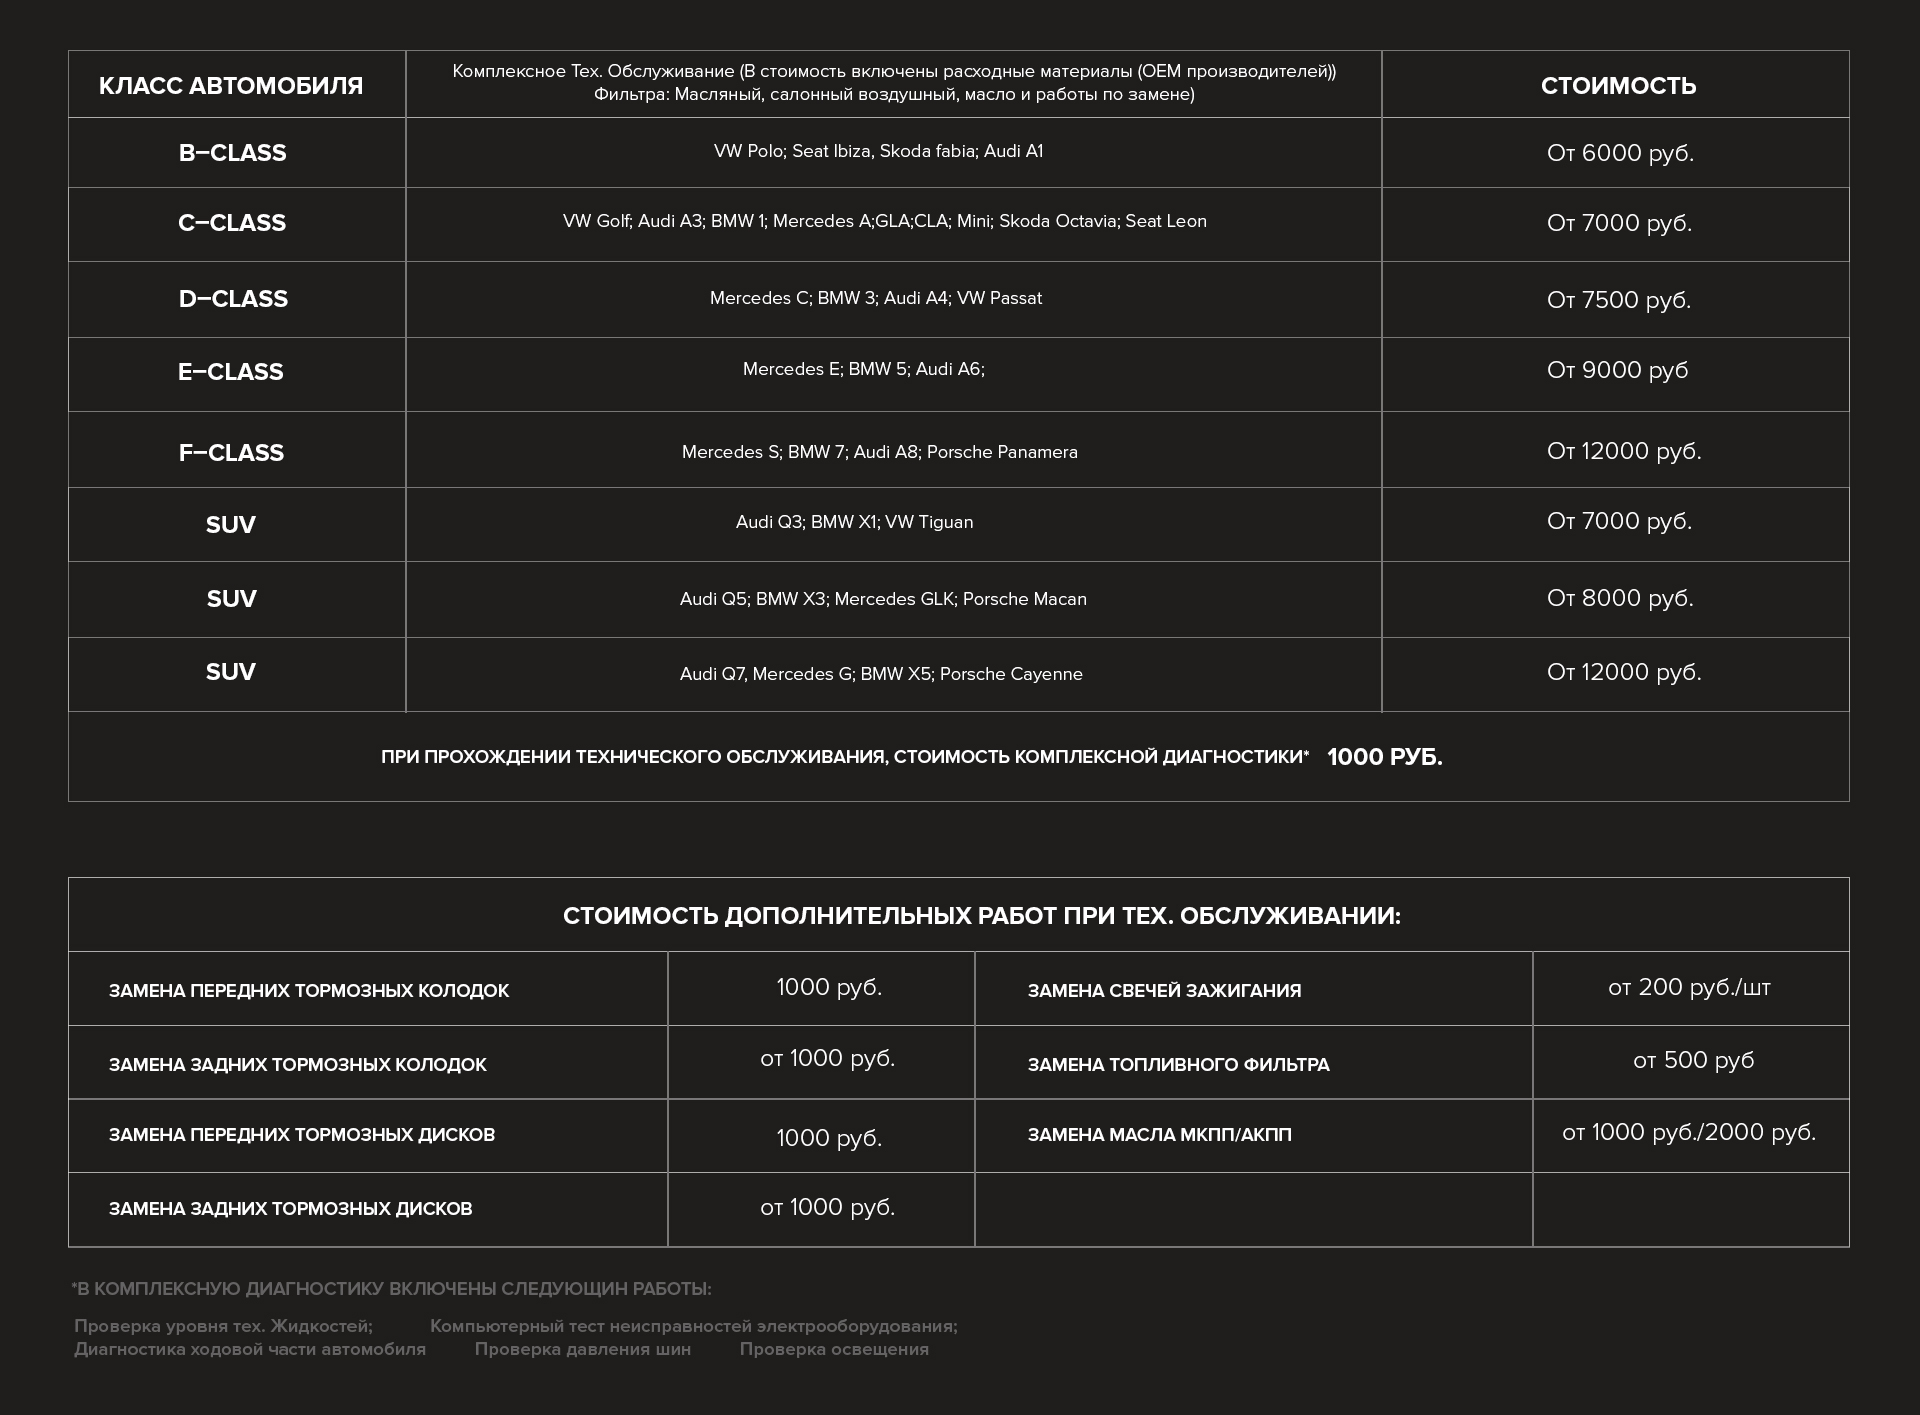 КЛАСС АВТОМОБИЛЯ
Комплексное Тех. Обслуживание (В стоимость включены расходные материалы (OEM производителей))
Фильтра: Масляный, салонный воздушный, масло и работы по замене)
СТОИМОСТЬ
B–CLASS
VW Polo; Seat Ibiza, Skoda fabia; Audi A1
От 6000 руб.
C–CLASS
VW Golf; Audi A3; BMW 1; Mercedes A;GLA;CLA; Mini; Skoda Octavia; Seat Leon
От 7000 руб.
D–CLASS
Mercedes C; BMW 3; Audi A4; VW Passat
От 7500 руб.
E–CLASS
Mercedes E; BMW 5; Audi A6;
От 9000 руб
F–CLASS
Mercedes S; BMW 7; Audi A8; Porsche Panamera
От 12000 руб.
SUV
Audi Q3; BMW X1; VW Tiguan
От 7000 руб.
SUV
Audi Q5; BMW X3; Mercedes GLK; Porsche Macan
От 8000 руб.
SUV
Audi Q7, Mercedes G; BMW X5; Porsche Cayenne
От 12000 руб.
ПРИ ПРОХОЖДЕНИИ ТЕХНИЧЕСКОГО ОБСЛУЖИВАНИЯ, СТОИМОСТЬ КОМПЛЕКСНОЙ ДИАГНОСТИКИ* 1000 РУБ.
СТОИМОСТЬ ДОПОЛНИТЕЛЬНЫХ РАБОТ ПРИ ТЕХ. ОБСЛУЖИВАНИИ:
ЗАМЕНА ПЕРЕДНИХ ТОРМОЗНЫХ КОЛОДОК
1000 руб.
ЗАМЕНА СВЕЧЕЙ ЗАЖИГАНИЯ
от 200 руб./шт
ЗАМЕНА ЗАДНИХ ТОРМОЗНЫХ КОЛОДОК
от 1000 руб.
ЗАМЕНА ТОПЛИВНОГО ФИЛЬТРА
от 500 руб
ЗАМЕНА ПЕРЕДНИХ ТОРМОЗНЫХ ДИСКОВ
1000 руб.
ЗАМЕНА МАСЛА МКПП/АКПП
от 1000 руб./2000 руб.
ЗАМЕНА ЗАДНИХ ТОРМОЗНЫХ ДИСКОВ
от 1000 руб.
*В КОМПЛЕКСНУЮ ДИАГНОСТИКУ ВКЛЮЧЕНЫ СЛЕДУЮЩИН РАБОТЫ:
Проверка уровня тех. Жидкостей; Компьютерный тест неисправностей электрооборудования;
Диагностика ходовой части автомобиля Проверка давления шин Проверка освещения